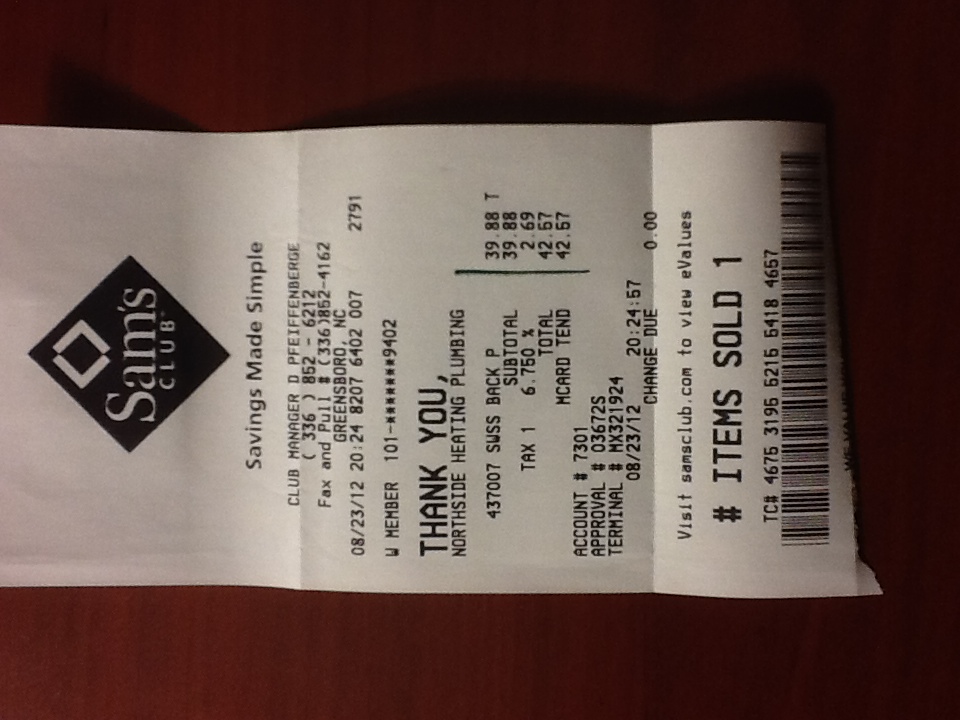 Sam's
CLUB
Savings Made Simple
CLUB MANAGER D PFEIFFENBERGE
( 336 ) 852 - 6212
Fax and Pull # (336)852-4162
GREENSBORO, NC
08/23/12 20:24 8207 6402 007 2791
W MEMBER 101-*******9402
THANK YOU,
NORTHSIDE HEATING PLUMBING
437007 SWSS BACK P 39.88 T
SUBTOTAL 39.88
TAX 1 6.750 % 2.69
TOTAL 42.57
MCARD TEND 42.57
ACCOUNT # 7301
APPROVAL # 03672S
TERMINAL # MX321924
08/23/12 20:24:57
CHANGE DUE 0.00
Visit samsclub.com to view eValues
# ITEMS SOLD 1
TC# 4675 3195 5215 5418 4657
WE VALUE